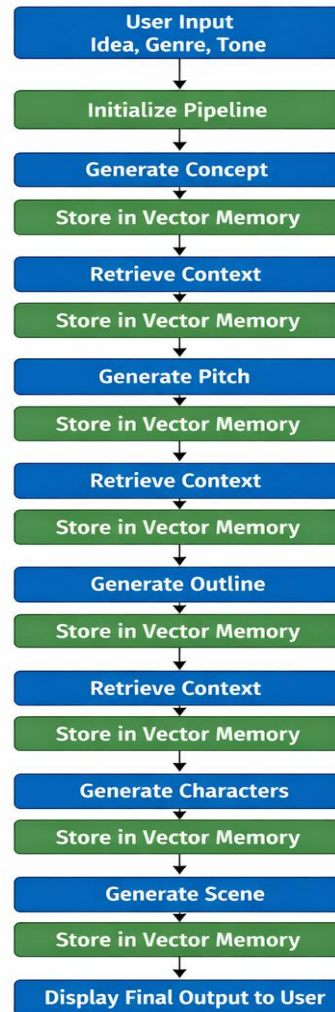 User Input
Idea, Genre, Tone
Initialize Pipeline
Generate Concept
Store in Vector Memory
Retrieve Context
Store in Vector Memory
Generate Pitch
Store in Vector Memory
Retrieve Context
Store in Vector Memory
Generate Outline
Store in Vector Memory
Retrieve Context
Store in Vector Memory
Generate Characters
Store in Vector Memory
Generate Scene
Store in Vector Memory
Display Final Output to User